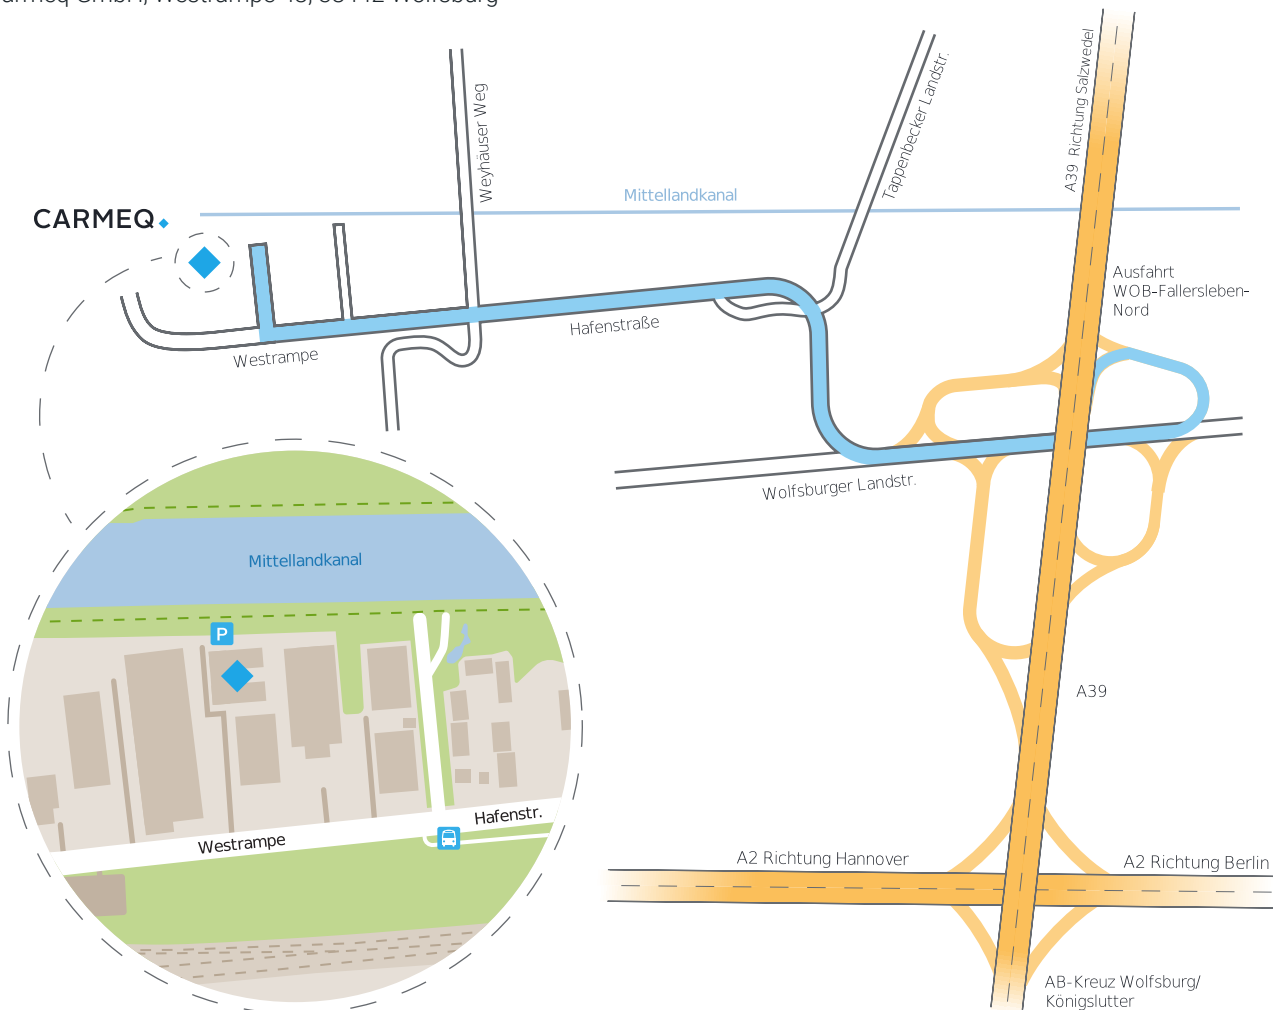 Westrampe
Weyhäuser Weg
Tappenbecker Landstr.
A39 Richtung Salzwedel
Mittellandkanal
CARMEQ
Ausfahrt
WOB-Fallersleben-
Nord
Hafenstraße
Westrampe
Wolfsburger Landstr.
Mittellandkanal
P
A39
Hafenstr.
Westrampe
A2 Richtung Hannover
A2 Richtung Berlin
AB-Kreuz Wolfsburg/
Königslutter